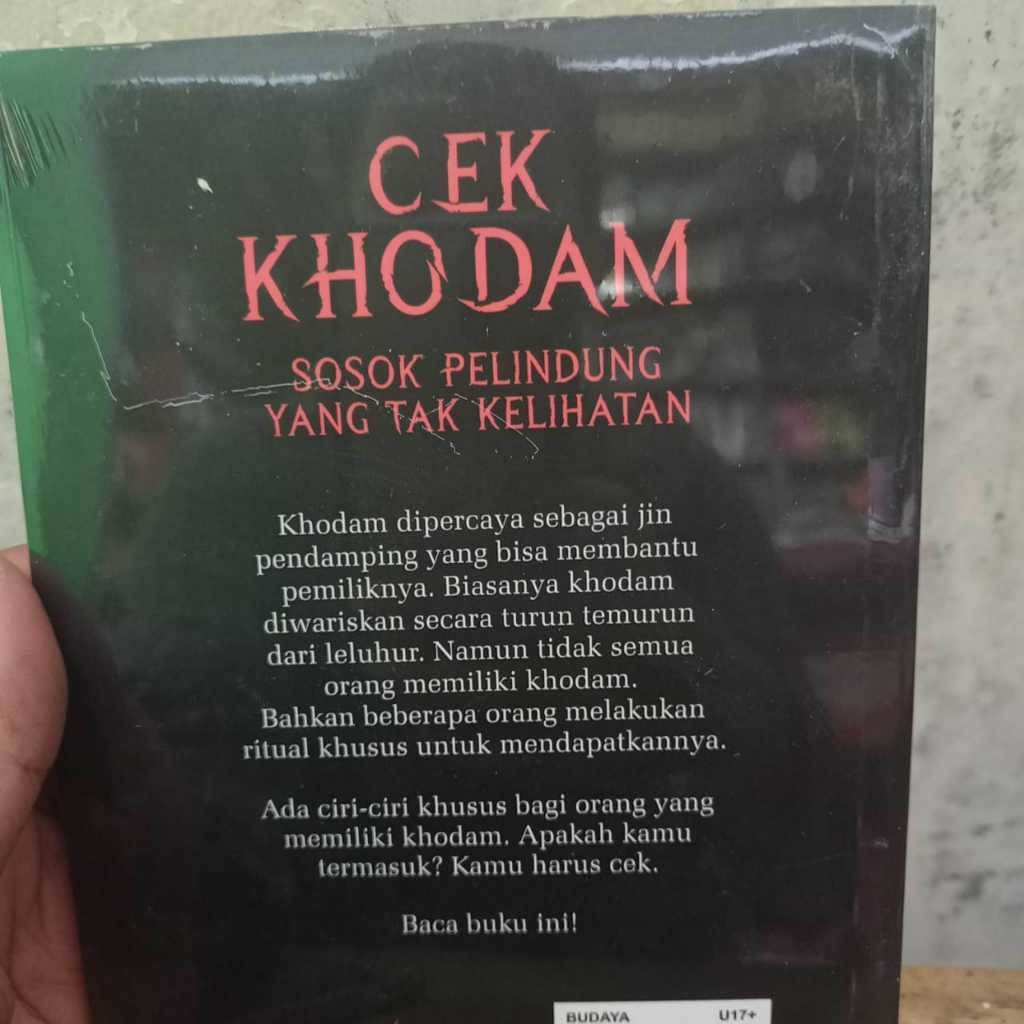 CEK
KHODAM
SOSOK PELINDUNG
YANG TAK KELIHATAN
Khodam dipercaya sebagai jin
pendamping yang bisa membantu
pemiliknya. Biasanya khodam
diwariskan secara turun temurun
dari leluhur. Namun tidak semua
orang memiliki khodam.
Bahkan beberapa orang melakukan
ritual khusus untuk mendapatkannya.
Ada ciri-ciri khusus bagi orang yang
memiliki khodam. Apakah kamu
termasuk? Kamu harus cek.
Baca buku ini!
BUDAYA U17+